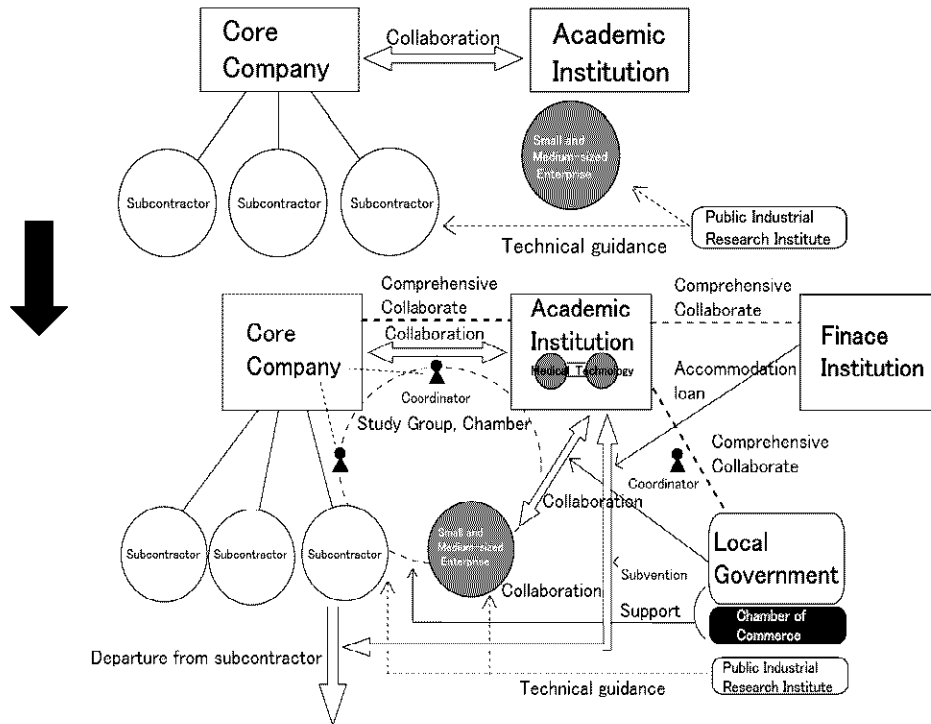 Core
Company
Collaboration
Academic
Institution
Small and
Medium-sized
Enterprise
Subcontractor
Subcontractor
Subcontractor
Public Industrial
Research Institute
Technical guidance
Comprehensive
Collaborate
Comprehensive
Collaborate
Core
Company
Collaboration
Academic
Institution
Medical Technology
Finace
Institution
Coordinator
Accommodation
loan
Study Group, Chamber
Comprehensive
Collaborate
Coordinator
Collaboration
Subcontractor
Subcontractor
Subcontractor
Small and
Medium-sized
Enterprise
Local
Government
Subvention
Collaboration
Support
Chamber of
Commerce
Departure from subcontractor
Public Industrial
Research Institute
Technical guidance